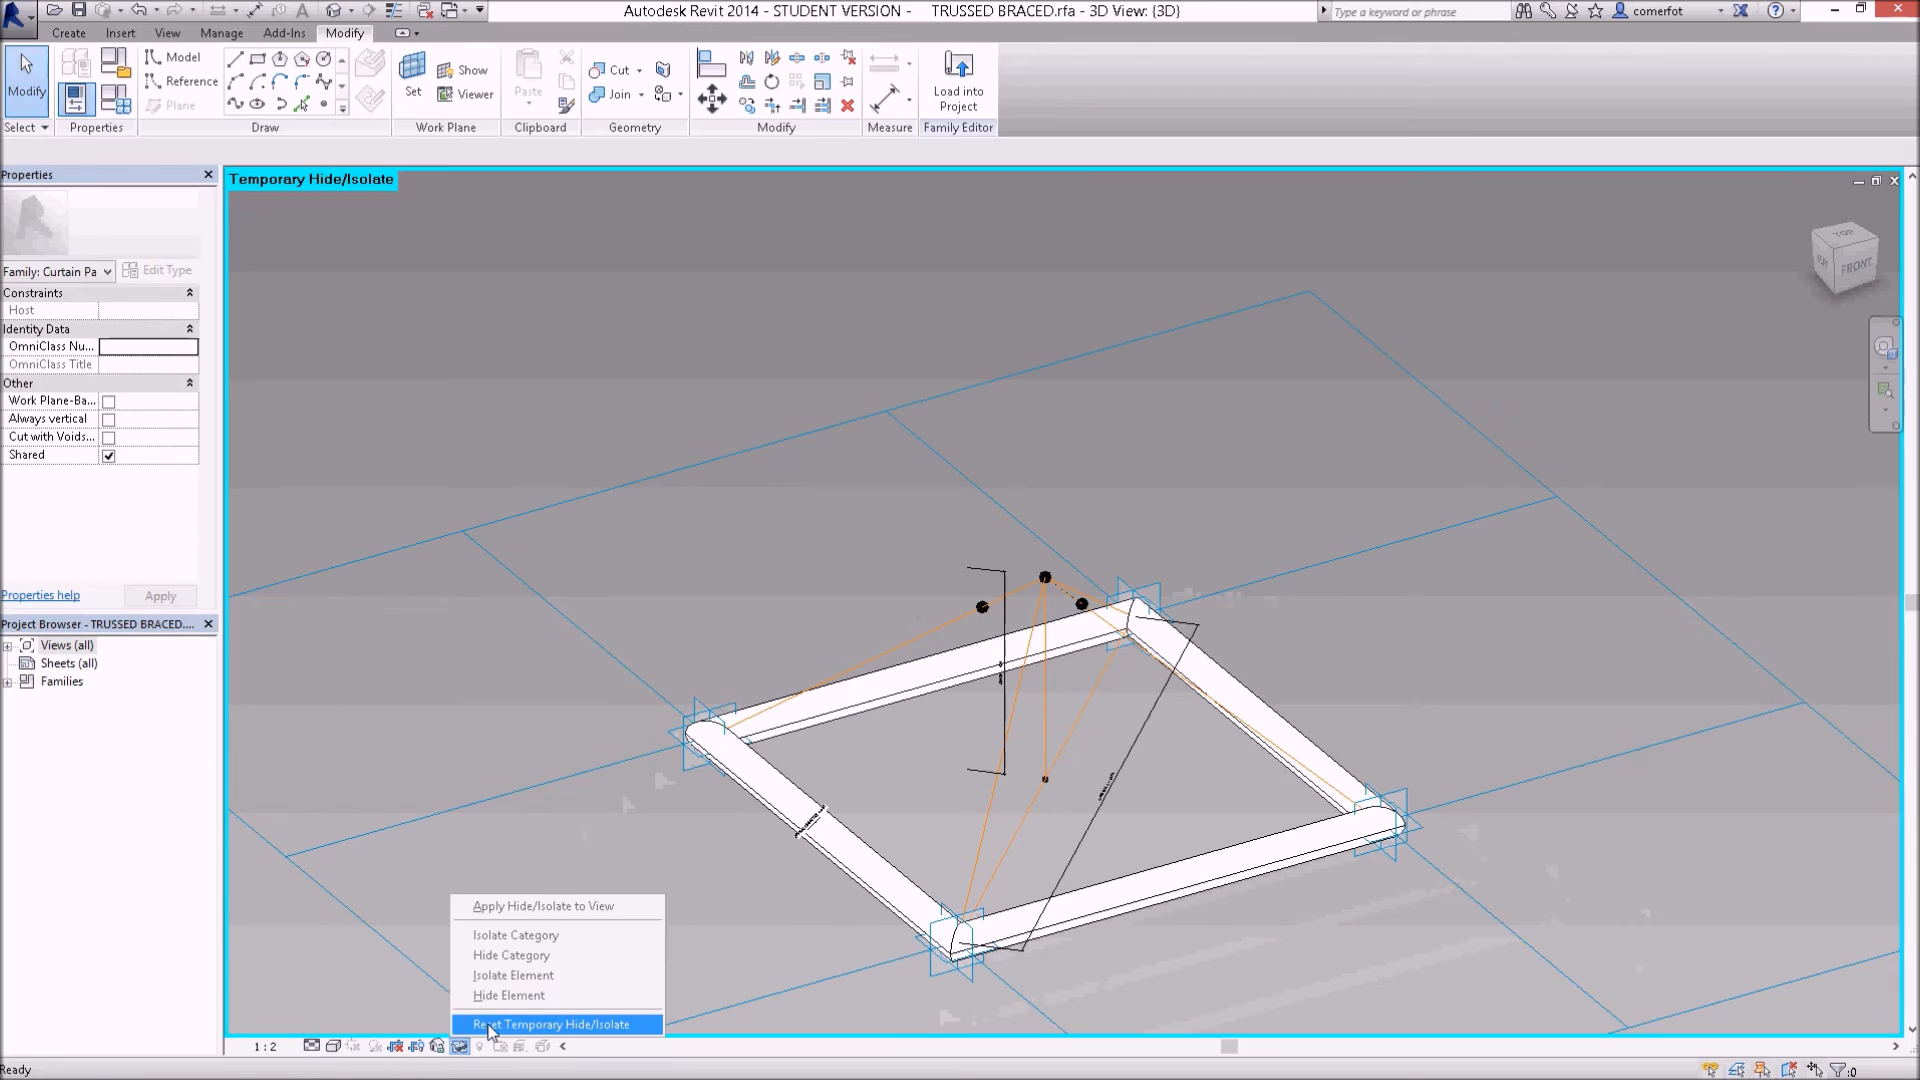 Autodesk Revit 2014 - STUDENT VERSION - TRUSSED BRACED.rfa - 3D View: {3D}
Type a keyword or phrase
comerfot
Create Insert View Manage Add-Ins Modify
Modify
Select
Properties
Model
Reference
Plane
Draw
Set
Show
Viewer
Work Plane
Paste
Clipboard
Cut
Join
Geometry
Modify
Measure
Load into
Project
Family Editor
Properties
Family: Curtain Pa
Edit Type
Constraints
Host
Identity Data
OmniClass Nu...
OmniClass Title
Other
Work Plane-Ba...
Always vertical
Cut with Voids...
Shared
Properties help
Apply
Project Browser - TRUSSED BRACED....
Views (all)
Sheets (all)
Families
Temporary Hide/Isolate
TOP
FRONT
Apply Hide/Isolate to View
Isolate Category
Hide Category
Isolate Element
Hide Element
Reset Temporary Hide/Isolate
1 : 2
Ready
:0